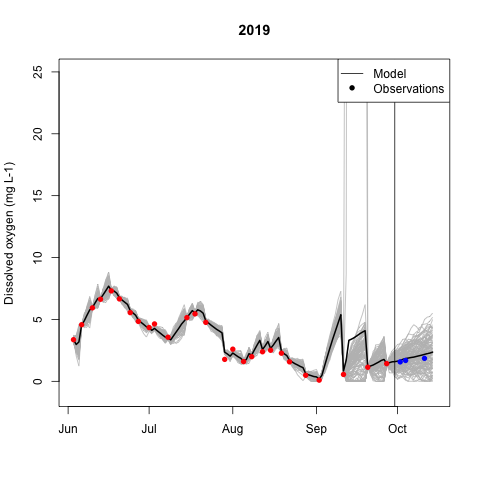 2019
Dissolved oxygen (mg L-1)
25
20
15
10
5
0
Model
Observations
Jun
Jul
Aug
Sep
Oct